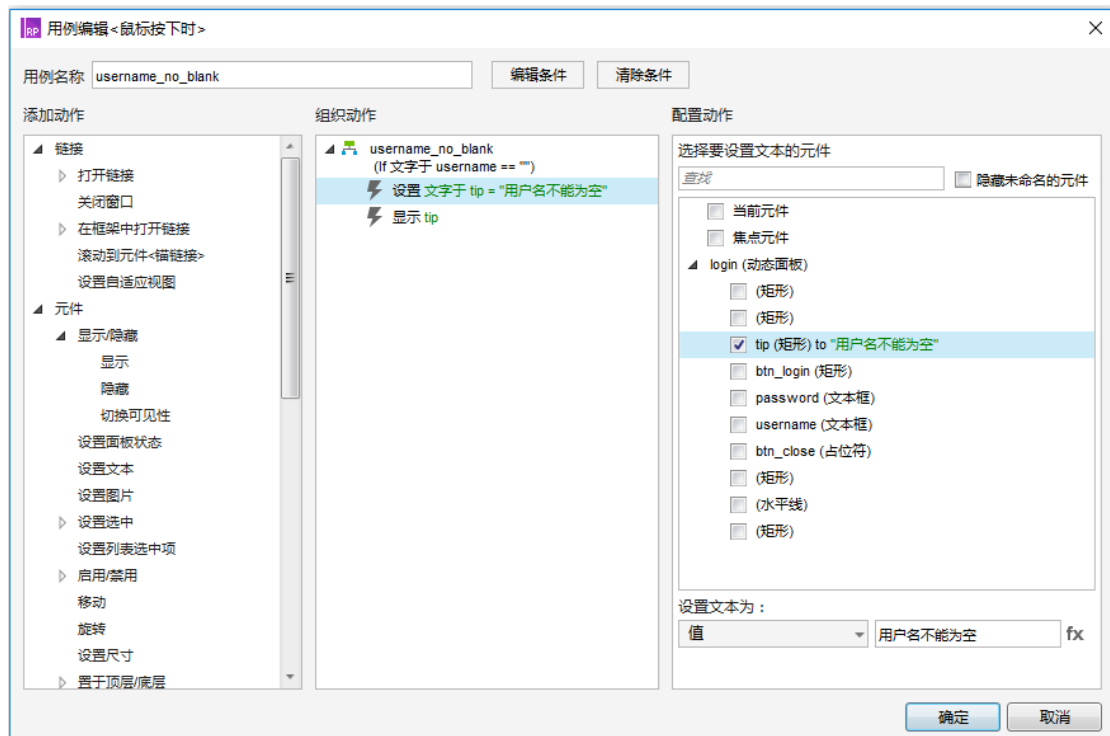 RP 用例编辑<鼠标按下时>
用例名称 username_no_blank 编辑条件 清除条件
添加动作
链接
打开链接
关闭窗口
在框架中打开链接
滚动到元件<锚链接>
设置自适应视图
元件
显示/隐藏
显示
隐藏
切换可见性
设置面板状态
设置文本
设置图片
设置选中
设置列表选中项
启用/禁用
移动
旋转
设置尺寸
置于顶层/底层
组织动作
username_no_blank
(If 文字于 username == "")
设置 文字于 tip = "用户名不能为空"
显示 tip
配置动作
选择要设置文本的元件
查找 隐藏未命名的元件
当前元件
焦点元件
login (动态面板)
(矩形)
(矩形)
tip (矩形) to "用户名不能为空"
btn_login (矩形)
password (文本框)
username (文本框)
btn_close (占位符)
(矩形)
(水平线)
(矩形)
设置文本为：
值 用户名不能为空 fx
确定 取消